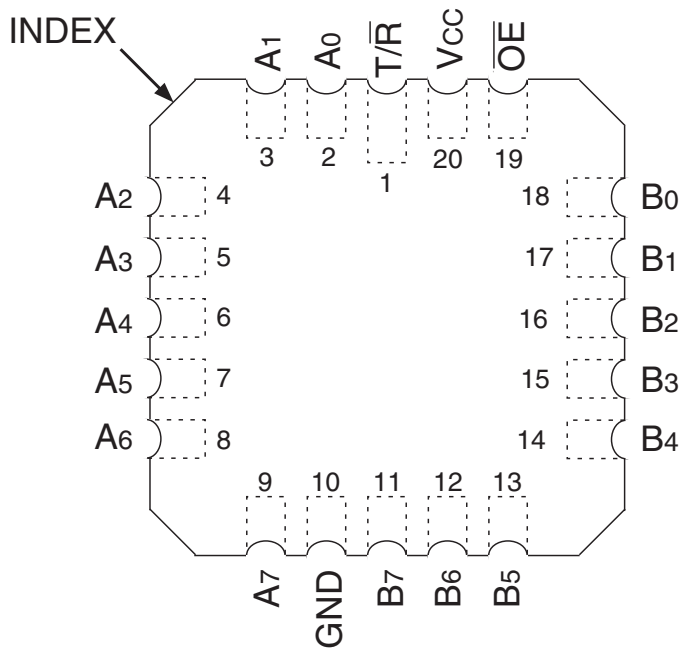 INDEX
A1 A0 T/R̅ VCC O̅E̅
3 2 1 20 19
A2 4 18 B0
A3 5 17 B1
A4 6 16 B2
A5 7 15 B3
A6 8 14 B4
9 10 11 12 13
A7 GND B7 B6 B5